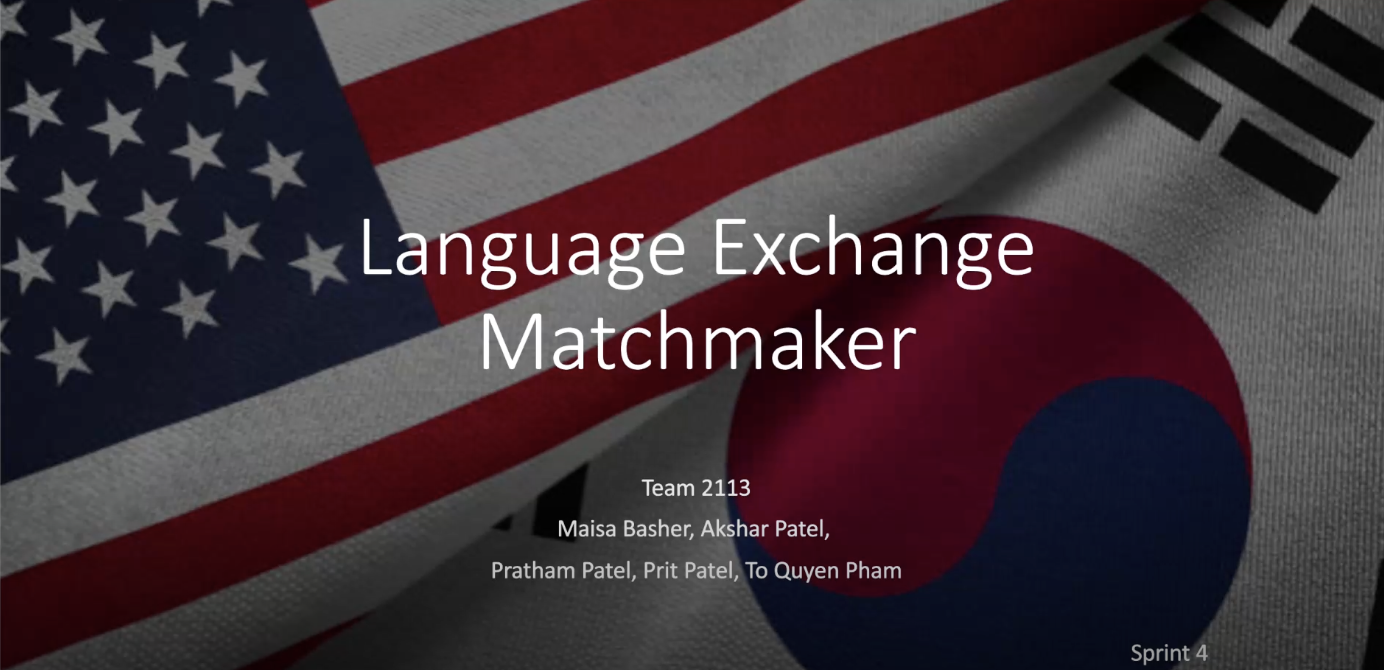 Language Exchange
Matchmaker
Team 2113
Maisa Basher, Akshar Patel,
Pratham Patel, Prit Patel, To Quyen Pham
Sprint 4